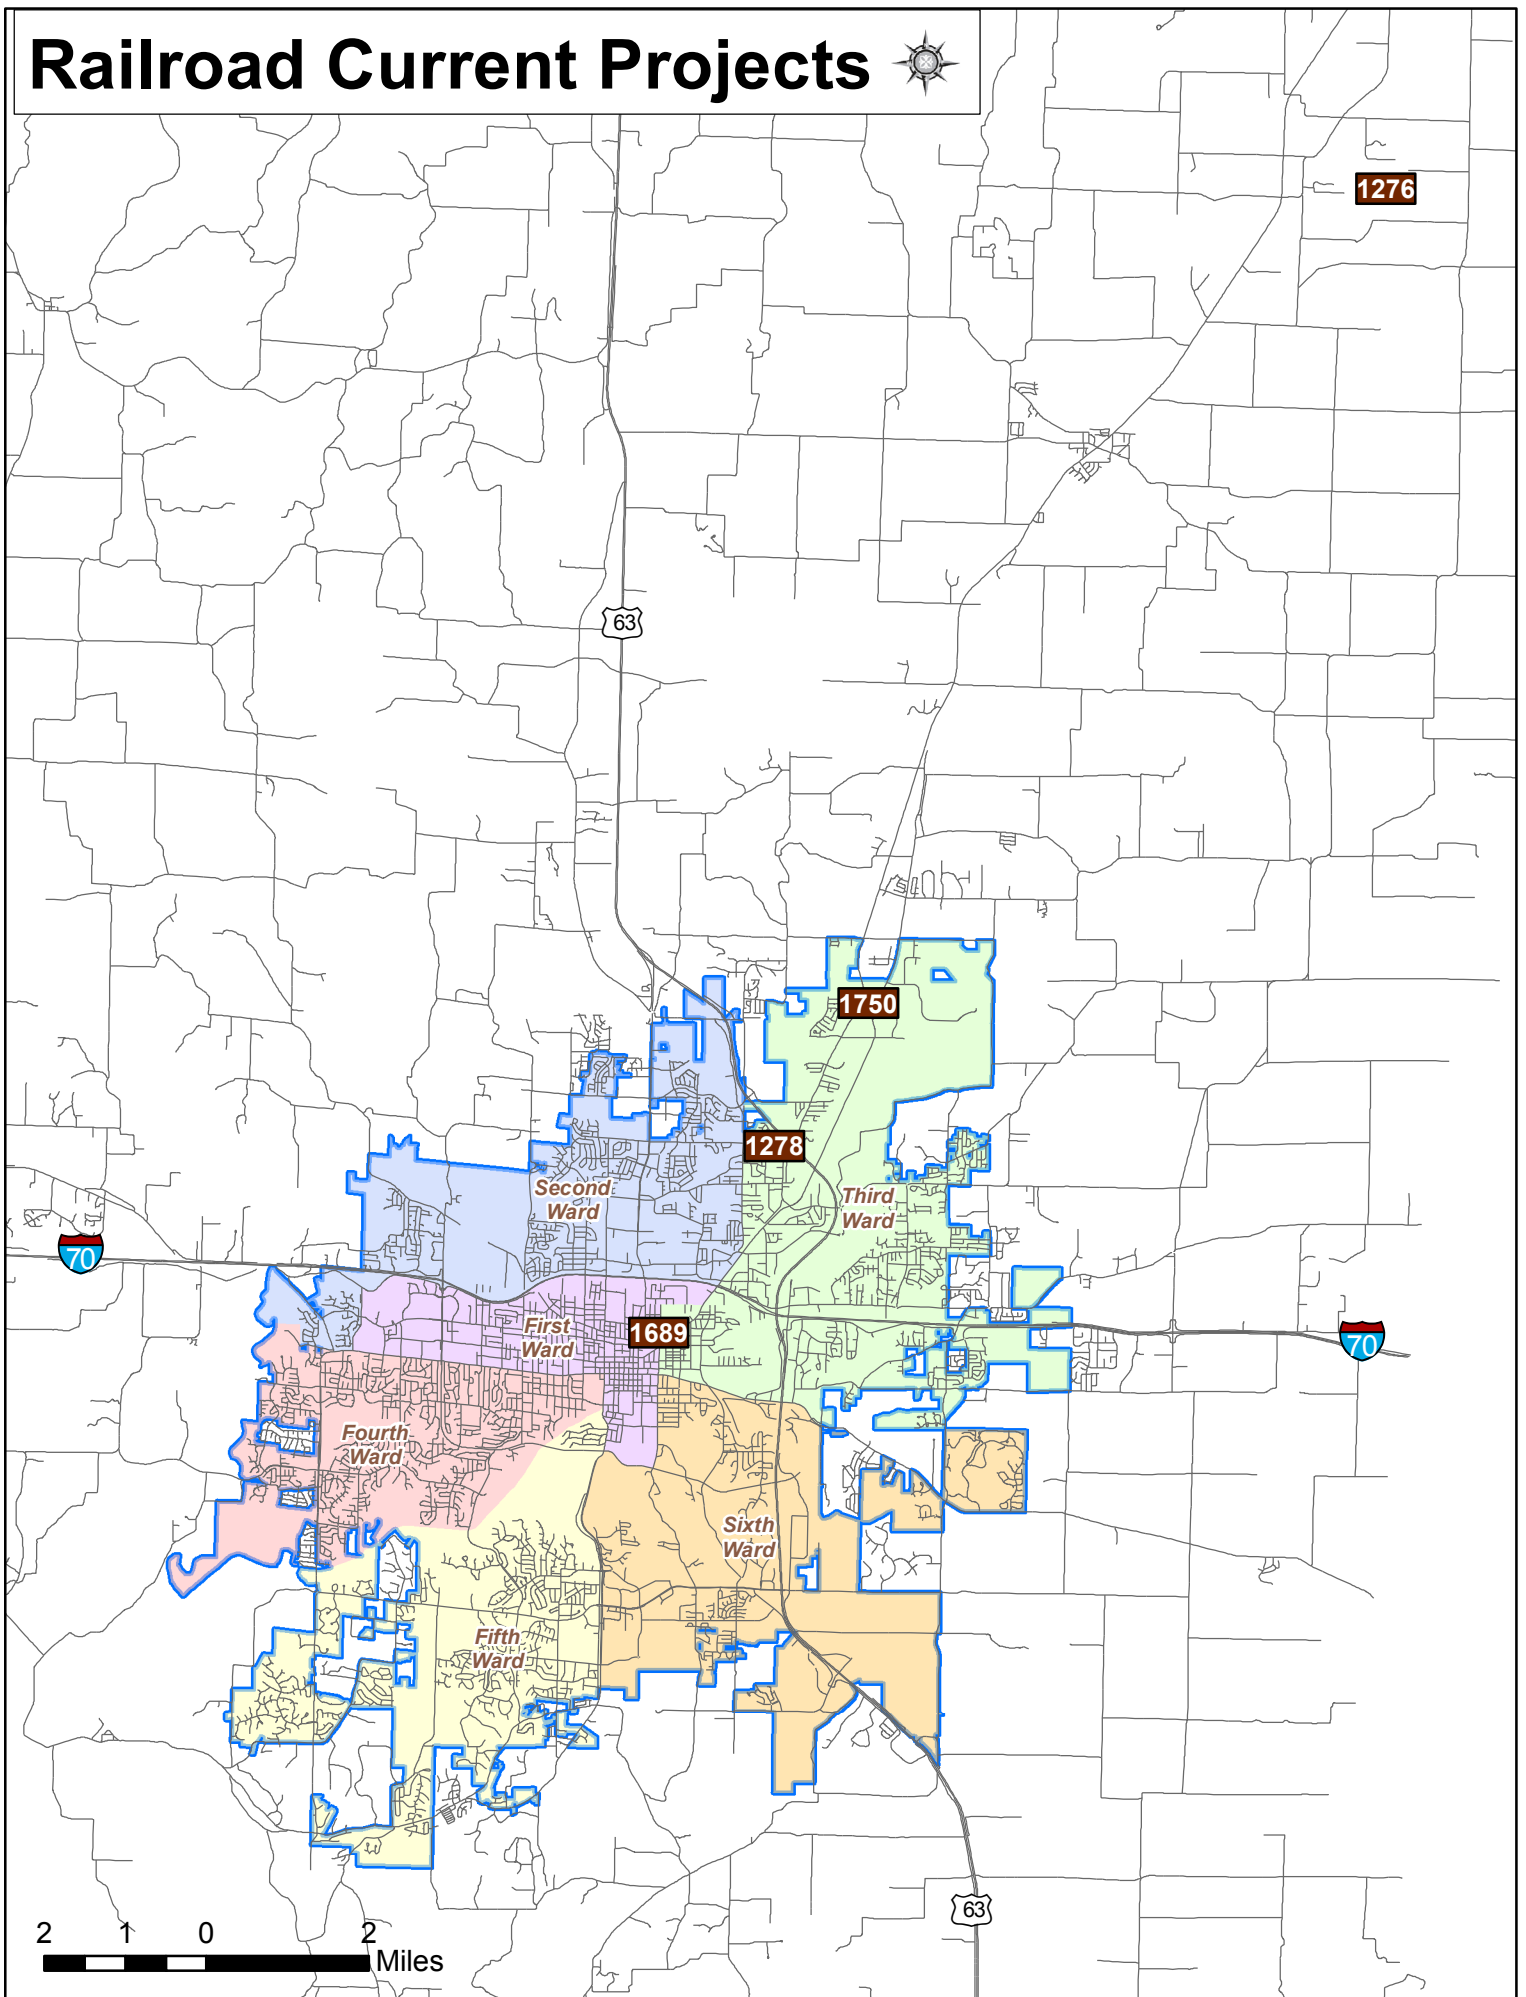 Railroad Current Projects
1276
63
1750
1278
Second
Ward
Third
Ward
70
First
Ward
1689
70
Fourth
Ward
Sixth
Ward
Fifth
Ward
63
2 1 0 2
Miles